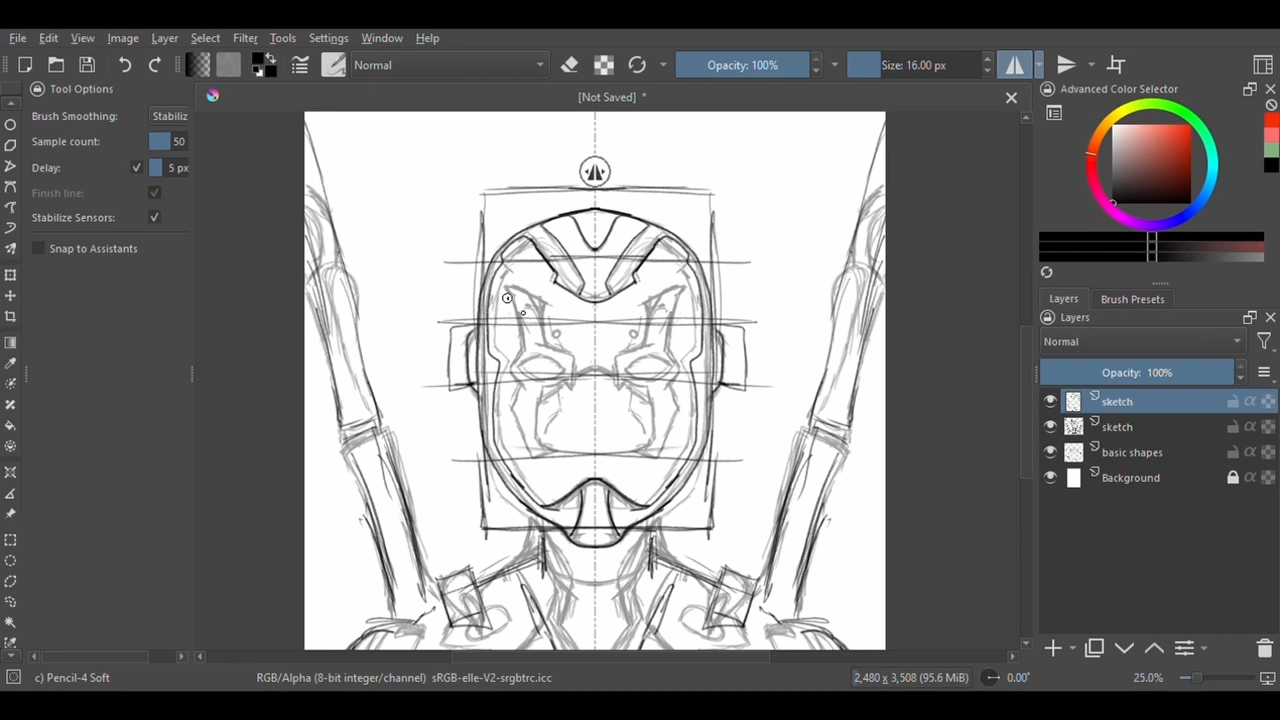 File Edit View Image Layer Select Filter Tools Settings Window Help
Normal
Opacity: 100%
Size: 16.00 px
Tool Options
[Not Saved] *
Advanced Color Selector
Brush Smoothing: Stabiliz
Sample count: 50
Delay: 5 px
Finish line:
Stabilize Sensors:
Snap to Assistants
Layers Brush Presets
Layers
Normal
Opacity: 100%
sketch
sketch
basic shapes
Background
c) Pencil-4 Soft
RGB/Alpha (8-bit integer/channel) sRGB-elle-V2-srgbtrc.icc
2,480 x 3,508 (95.6 MiB)
0.00°
25.0%